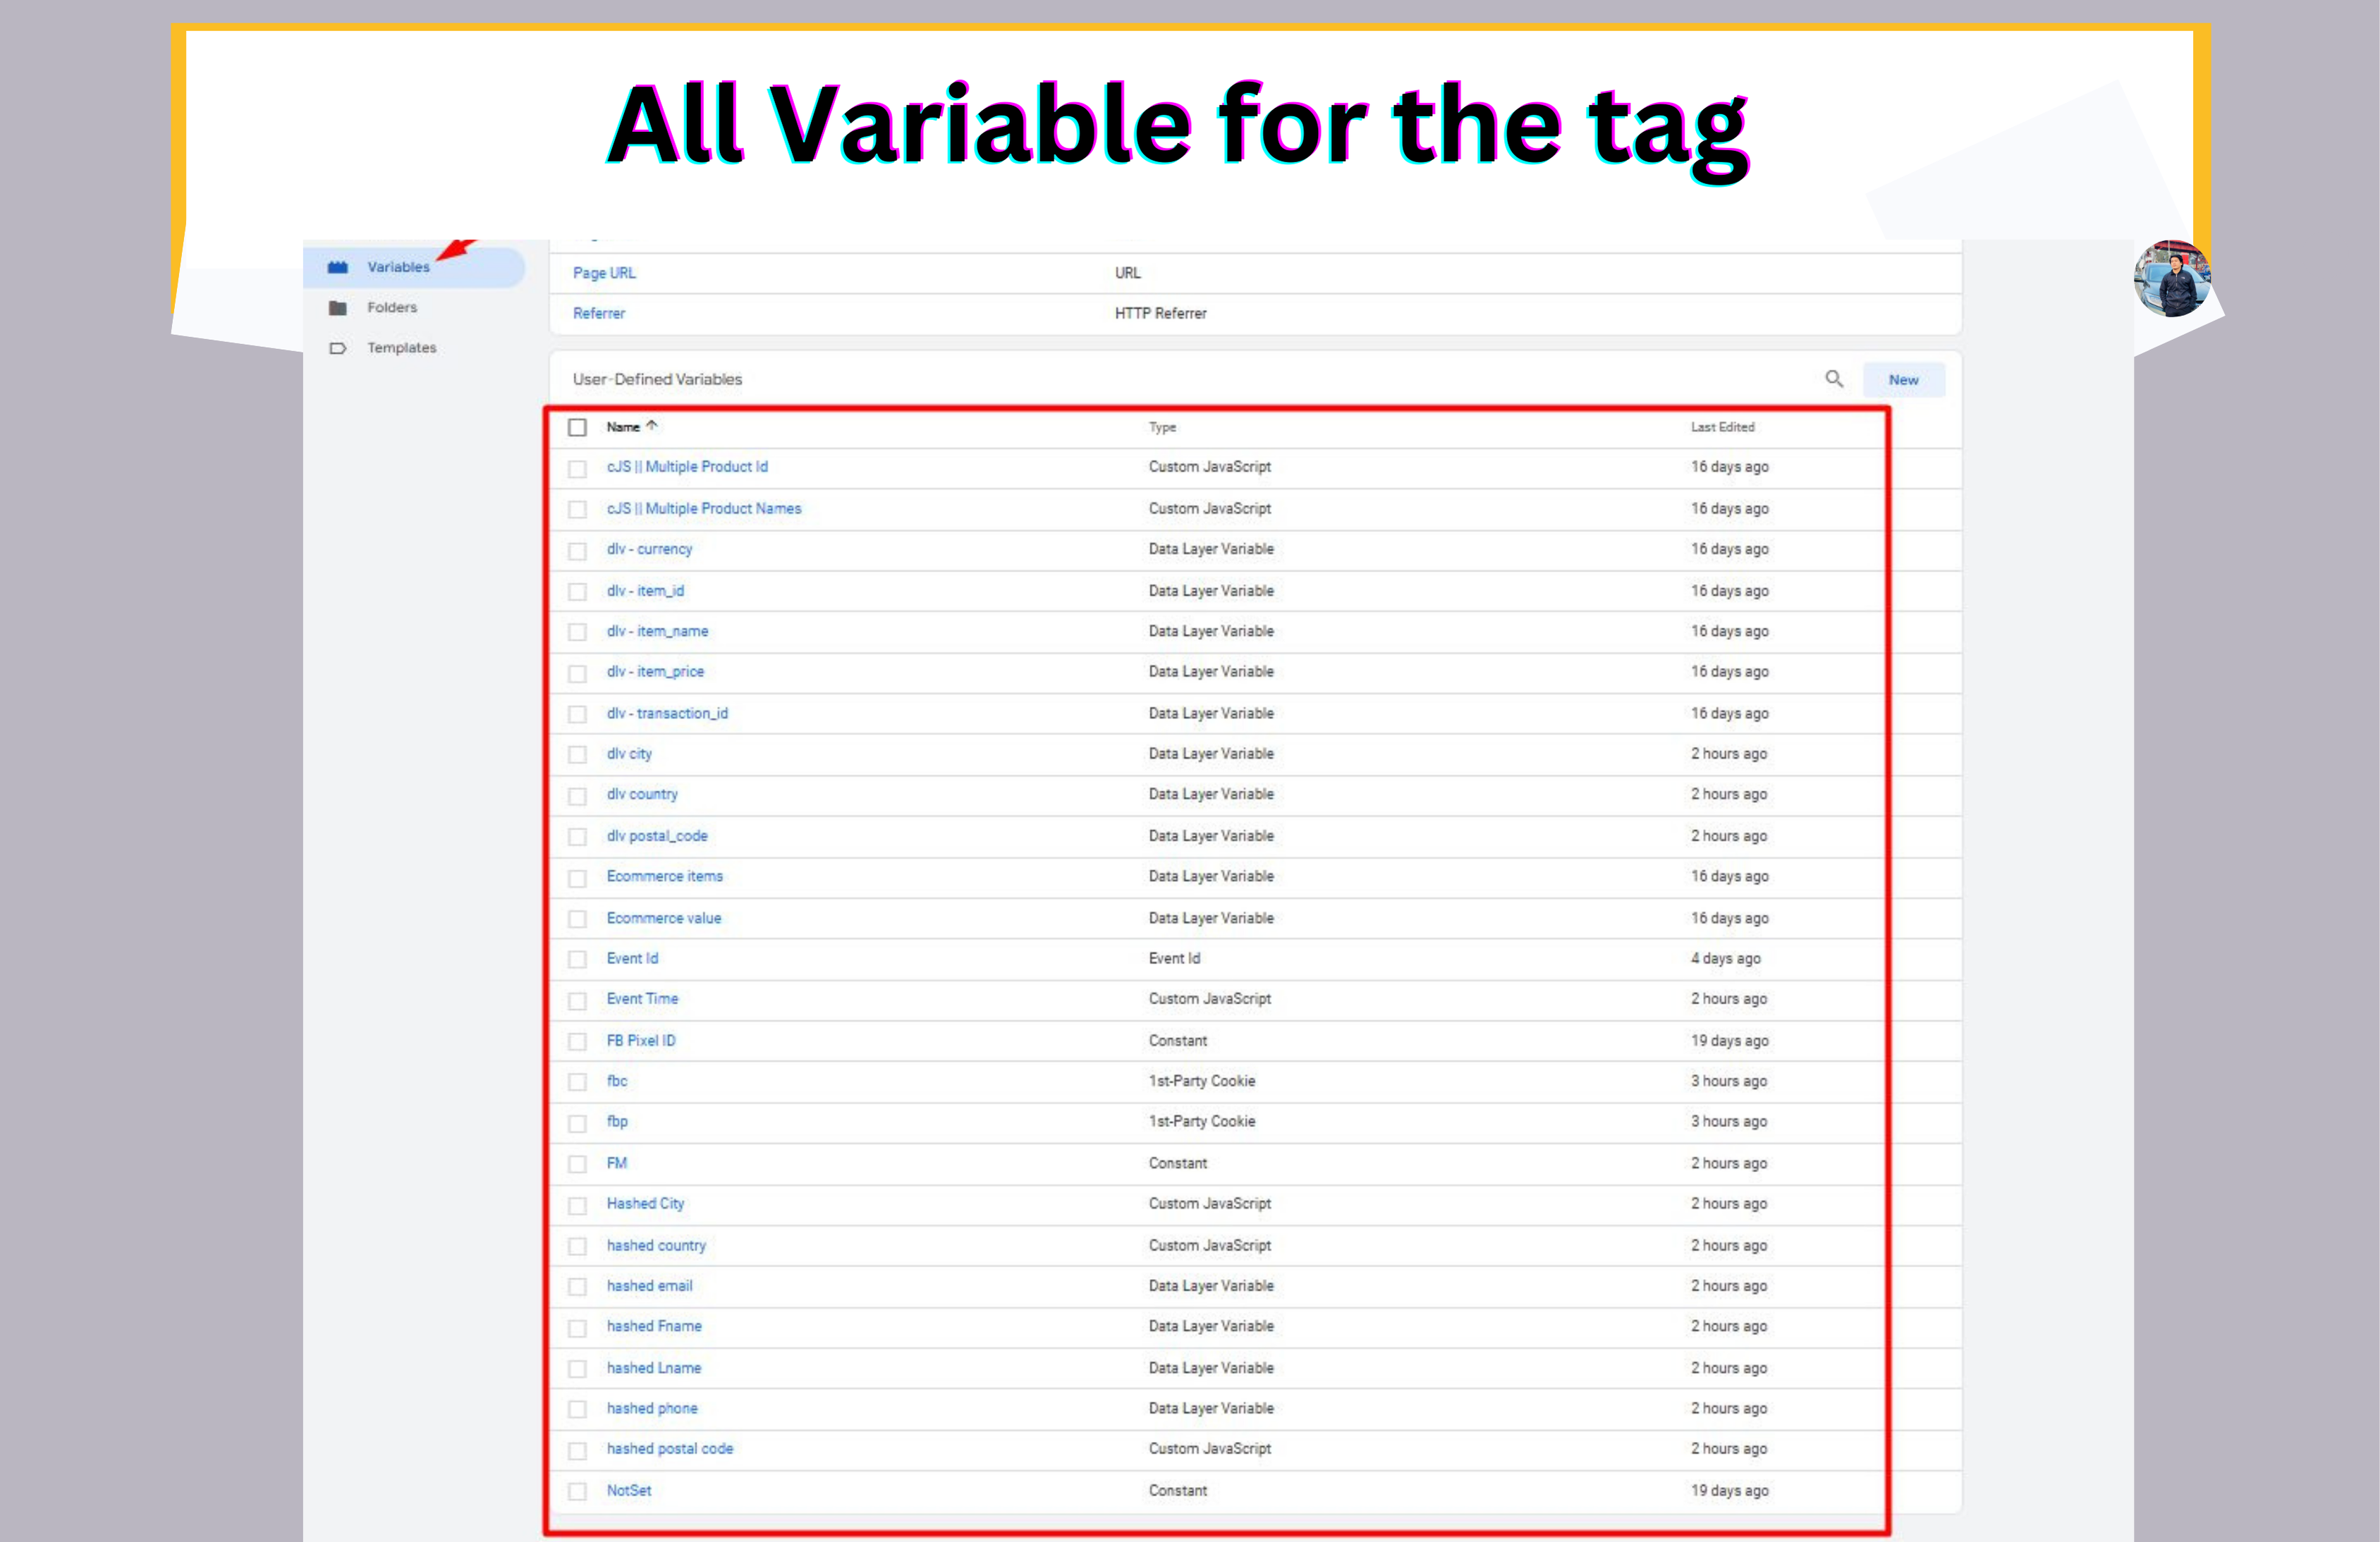 All Variable for the tag
Variables
Folders
Templates
Page URL URL
Referrer HTTP Referrer
User-Defined Variables New
Name ↑ Type Last Edited
cJS || Multiple Product Id Custom JavaScript 16 days ago
cJS || Multiple Product Names Custom JavaScript 16 days ago
dlv - currency Data Layer Variable 16 days ago
dlv - item_id Data Layer Variable 16 days ago
dlv - item_name Data Layer Variable 16 days ago
dlv - item_price Data Layer Variable 16 days ago
dlv - transaction_id Data Layer Variable 16 days ago
dlv city Data Layer Variable 2 hours ago
dlv country Data Layer Variable 2 hours ago
dlv postal_code Data Layer Variable 2 hours ago
Ecommerce items Data Layer Variable 16 days ago
Ecommerce value Data Layer Variable 16 days ago
Event Id Event Id 4 days ago
Event Time Custom JavaScript 2 hours ago
FB Pixel ID Constant 19 days ago
fbc 1st-Party Cookie 3 hours ago
fbp 1st-Party Cookie 3 hours ago
FM Constant 2 hours ago
Hashed City Custom JavaScript 2 hours ago
hashed country Custom JavaScript 2 hours ago
hashed email Data Layer Variable 2 hours ago
hashed Fname Data Layer Variable 2 hours ago
hashed Lname Data Layer Variable 2 hours ago
hashed phone Data Layer Variable 2 hours ago
hashed postal code Custom JavaScript 2 hours ago
NotSet Constant 19 days ago